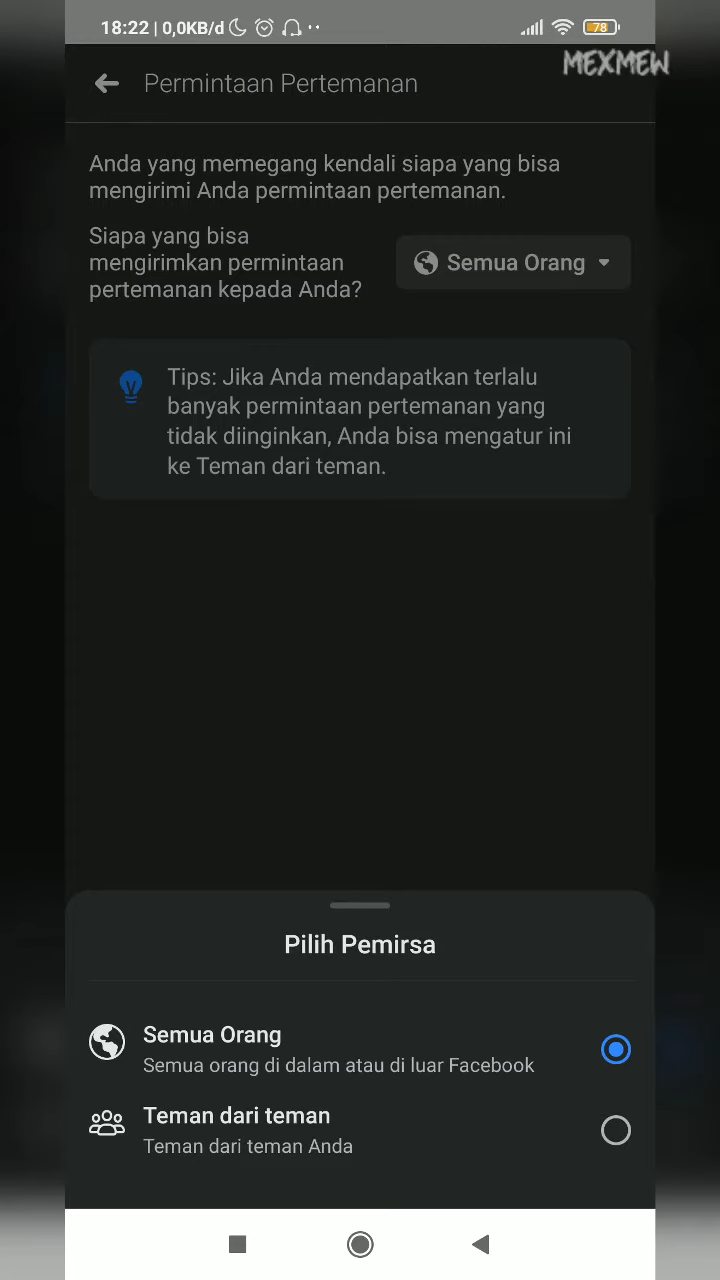 18:22 | 0,0KB/d
78
MEXMEW
Permintaan Pertemanan
Anda yang memegang kendali siapa yang bisa
mengirimi Anda permintaan pertemanan.
Siapa yang bisa
mengirimkan permintaan
pertemanan kepada Anda?
Semua Orang
Tips: Jika Anda mendapatkan terlalu
banyak permintaan pertemanan yang
tidak diinginkan, Anda bisa mengatur ini
ke Teman dari teman.
Pilih Pemirsa
Semua Orang
Semua orang di dalam atau di luar Facebook
Teman dari teman
Teman dari teman Anda